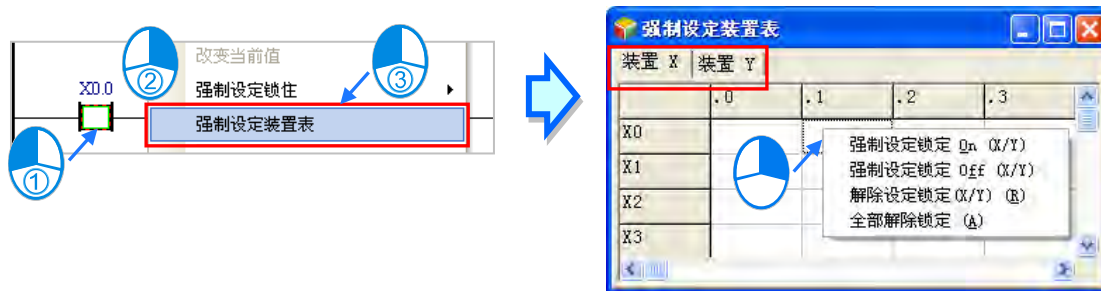 改变当前值
强制设定锁住
强制设定装置表
X0.0
①
②
③
强制设定装置表
装置 X 装置 Y
.0 .1 .2 .3
X0
X1
X2
X3
强制设定锁定 On (X/Y)
强制设定锁定 Off (X/Y)
解除设定锁定(X/Y) (R)
全部解除锁定 (A)